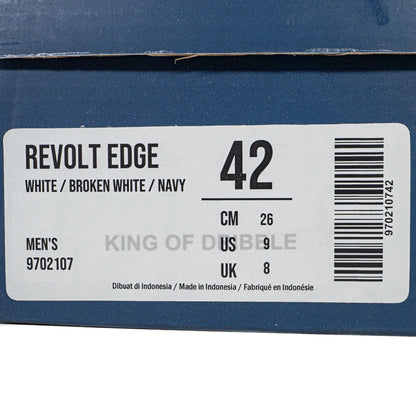 REVOLT EDGE
WHITE / BROKEN WHITE / NAVY
42
CM 26
US 9
UK 8
MEN'S
9702107
KING OF DRIBBLE
Dibuat di Indonesia / Made in Indonesia / Fabriqué en Indonésie
970210742